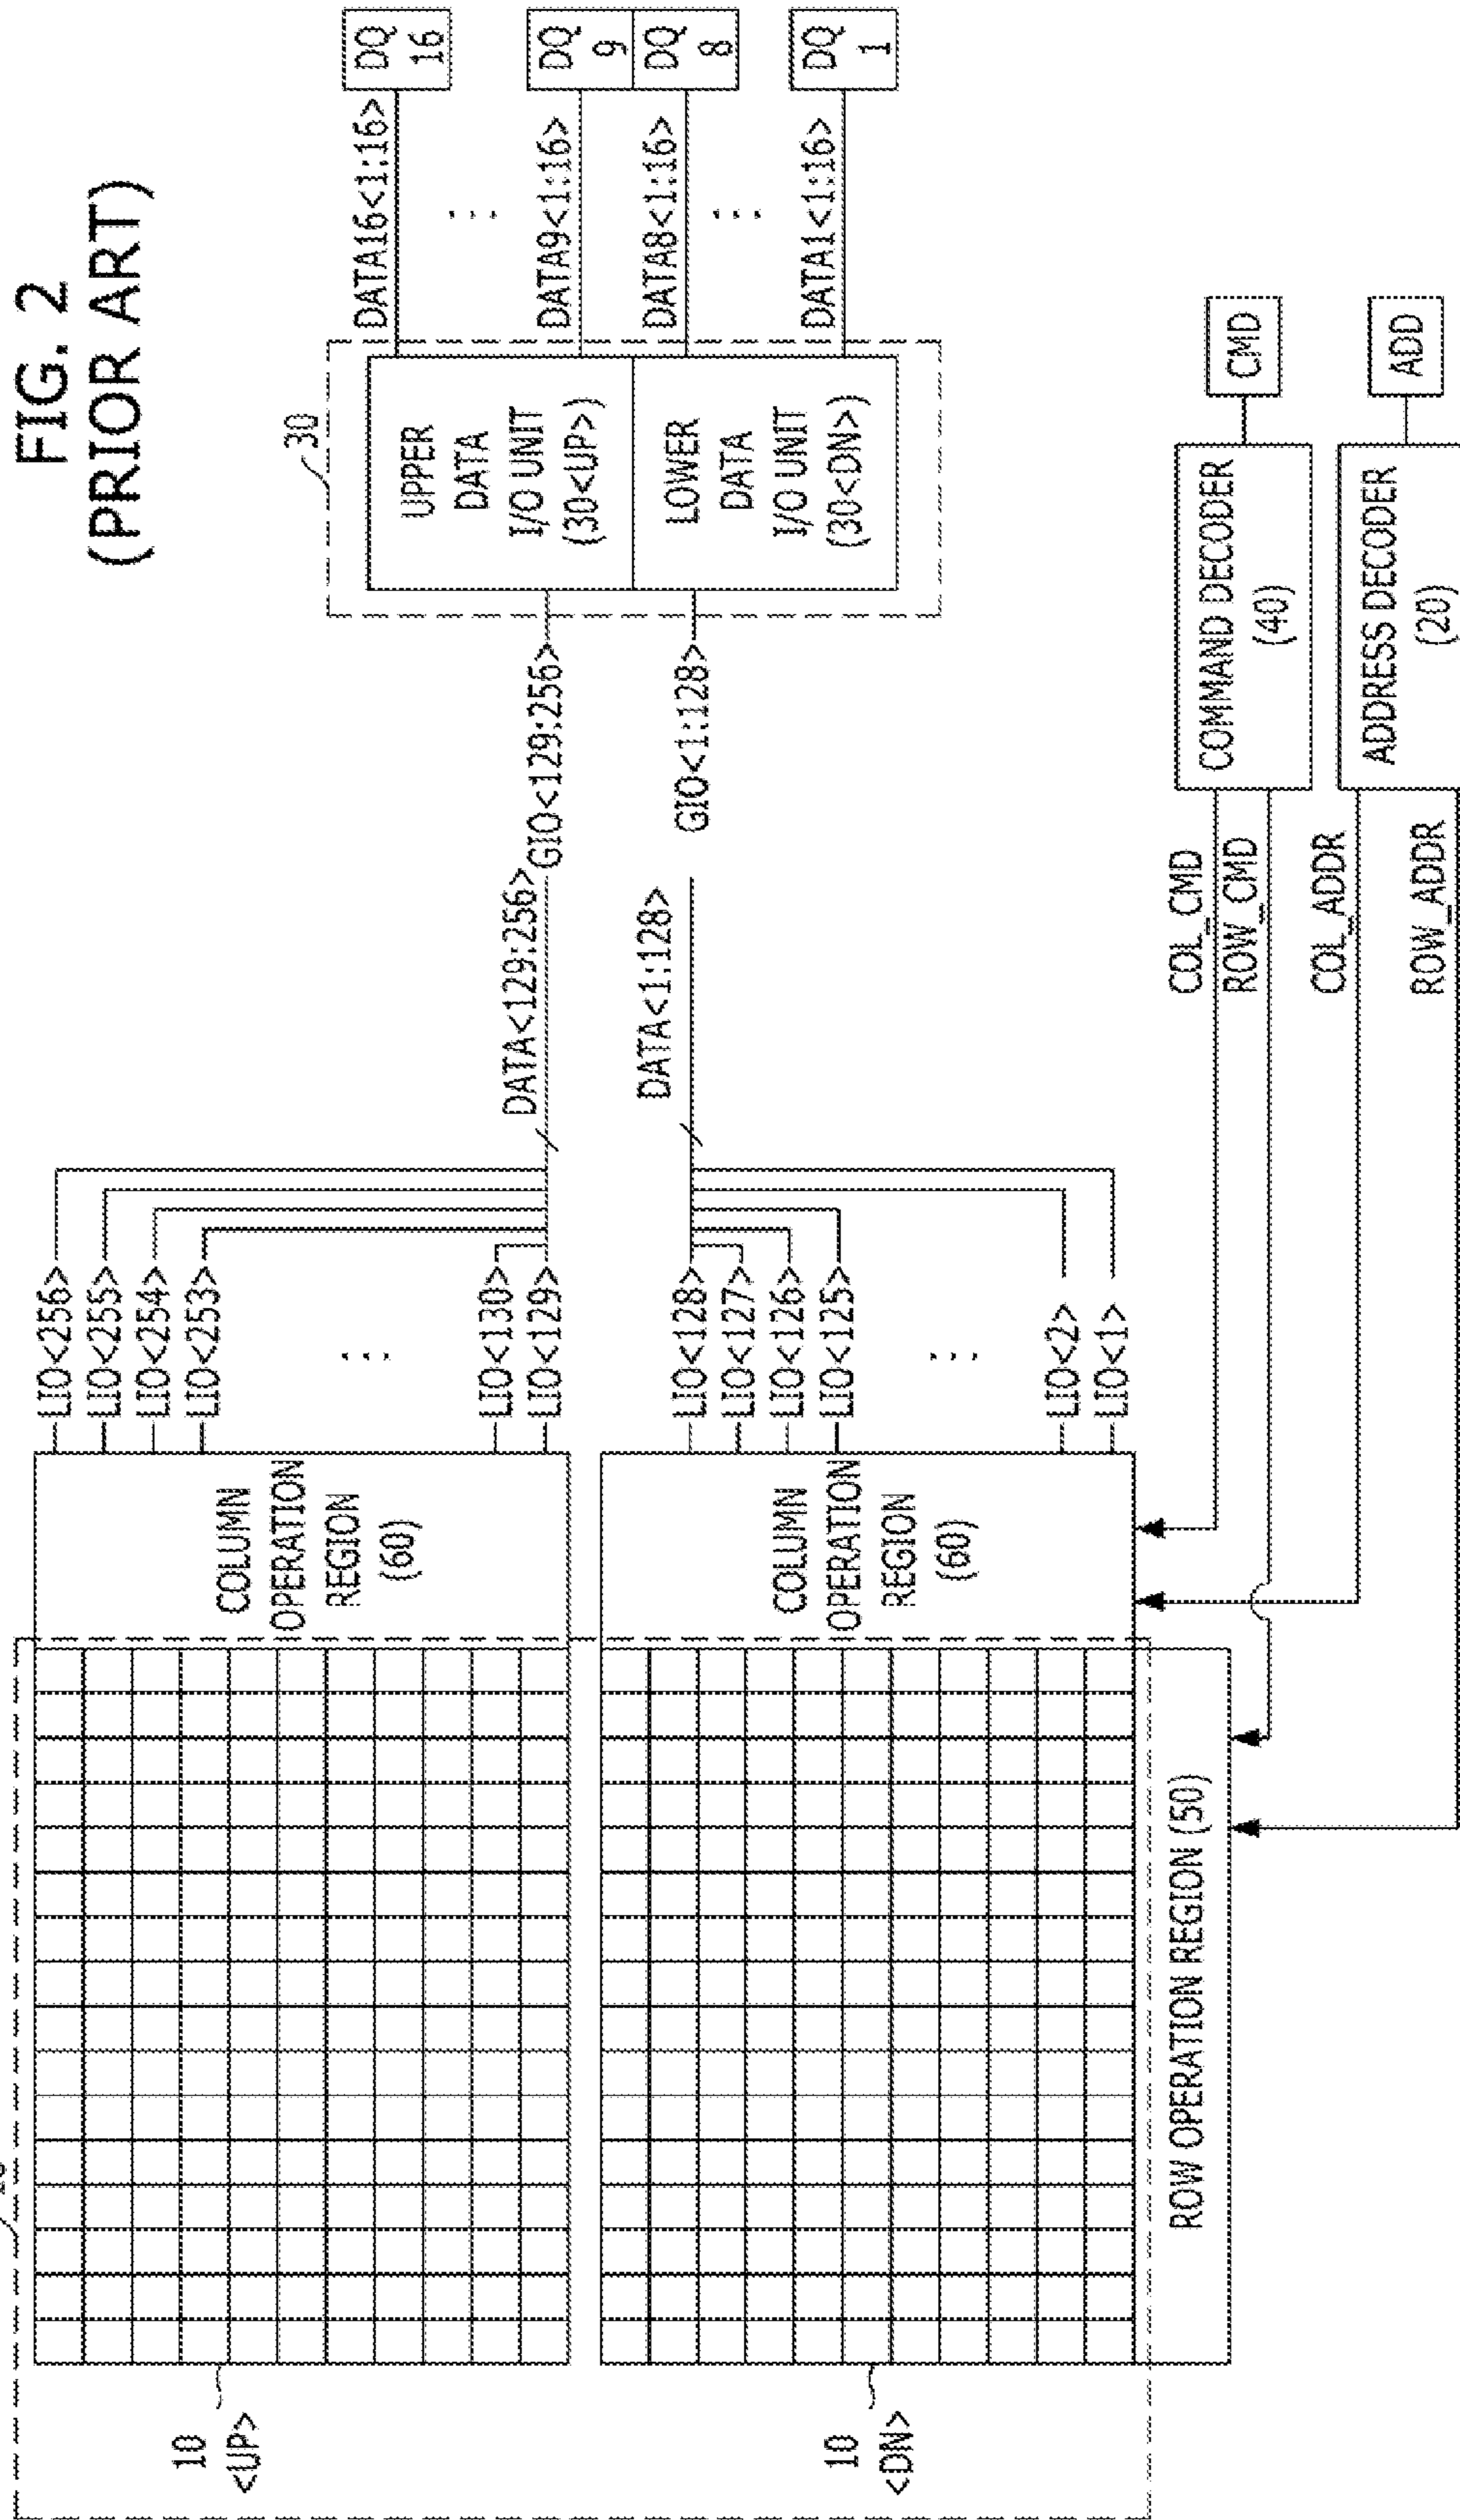 FIG. 2
(PRIOR ART)
10
<UP>
10
<DN>
COLUMN
OPERATION
REGION
(60)
COLUMN
OPERATION
REGION
(60)
ROW OPERATION REGION (50)
LIO<256>
LIO<255>
LIO<254>
LIO<253>
LIO<130>
LIO<129>
LIO<128>
LIO<127>
LIO<126>
LIO<125>
LIO<2>
LIO<1>
DATA<129:256>
GIO<129:256>
DATA<1:128>
GIO<1:128>
30
UPPER
DATA
I/O UNIT
(30<UP>)
LOWER
DATA
I/O UNIT
(30<DN>)
DATA16<1:16>
DATA9<1:16>
DATA8<1:16>
DATA1<1:16>
DQ
16
DQ
9
DQ
8
DQ
1
COL_CMD
ROW_CMD
COL_ADDR
ROW_ADDR
COMMAND DECODER
(40)
ADDRESS DECODER
(20)
CMD
ADD